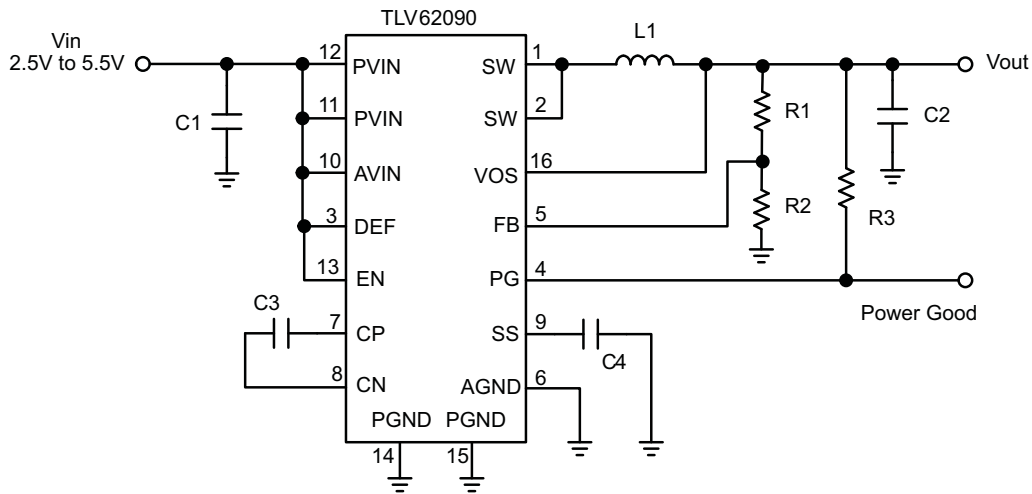 TLV62090
Vin
2.5V to 5.5V
12
PVIN
11
PVIN
10
AVIN
3
DEF
13
EN
7
CP
8
CN
C1
C3
1
SW
2
SW
16
VOS
5
FB
4
PG
9
SS
6
AGND
PGND PGND
14
15
L1
Vout
R1
R2
R3
C2
Power Good
C4